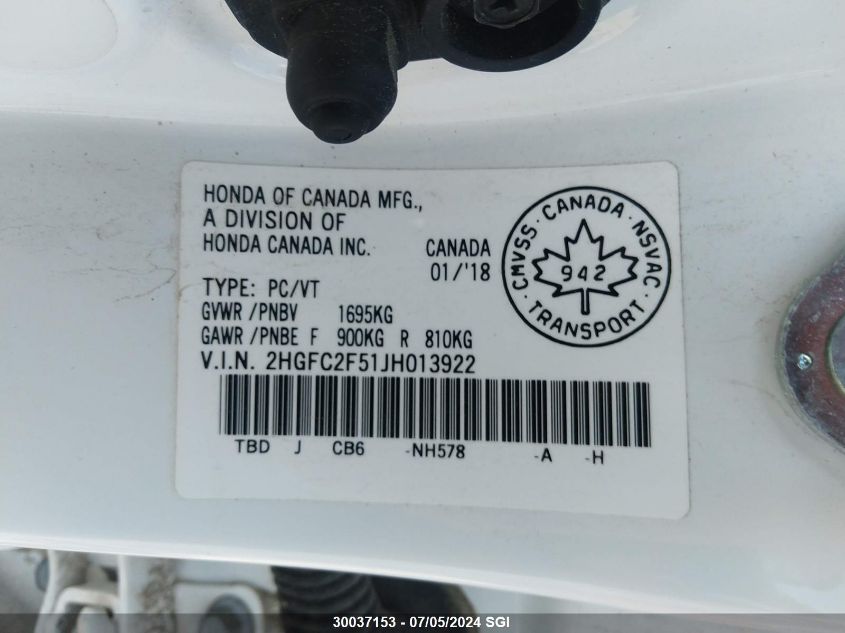 HONDA OF CANADA MFG.,
A DIVISION OF
HONDA CANADA INC.
CANADA
01/'18
TYPE: PC/VT
GVWR /PNBV 1695KG
GAWR /PNBE F 900KG R 810KG
V.I.N. 2HGFC2F51JH013922
TBD J CB6 -NH578 -A -H
CMVSS · CANADA · NSVAC
942
TRANSPORT
30037153 - 07/05/2024 SGI